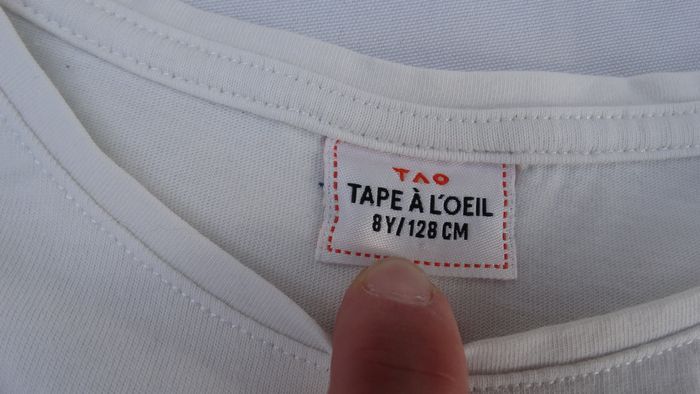 TAO
TAPE À L'OEIL
8Y/128 CM